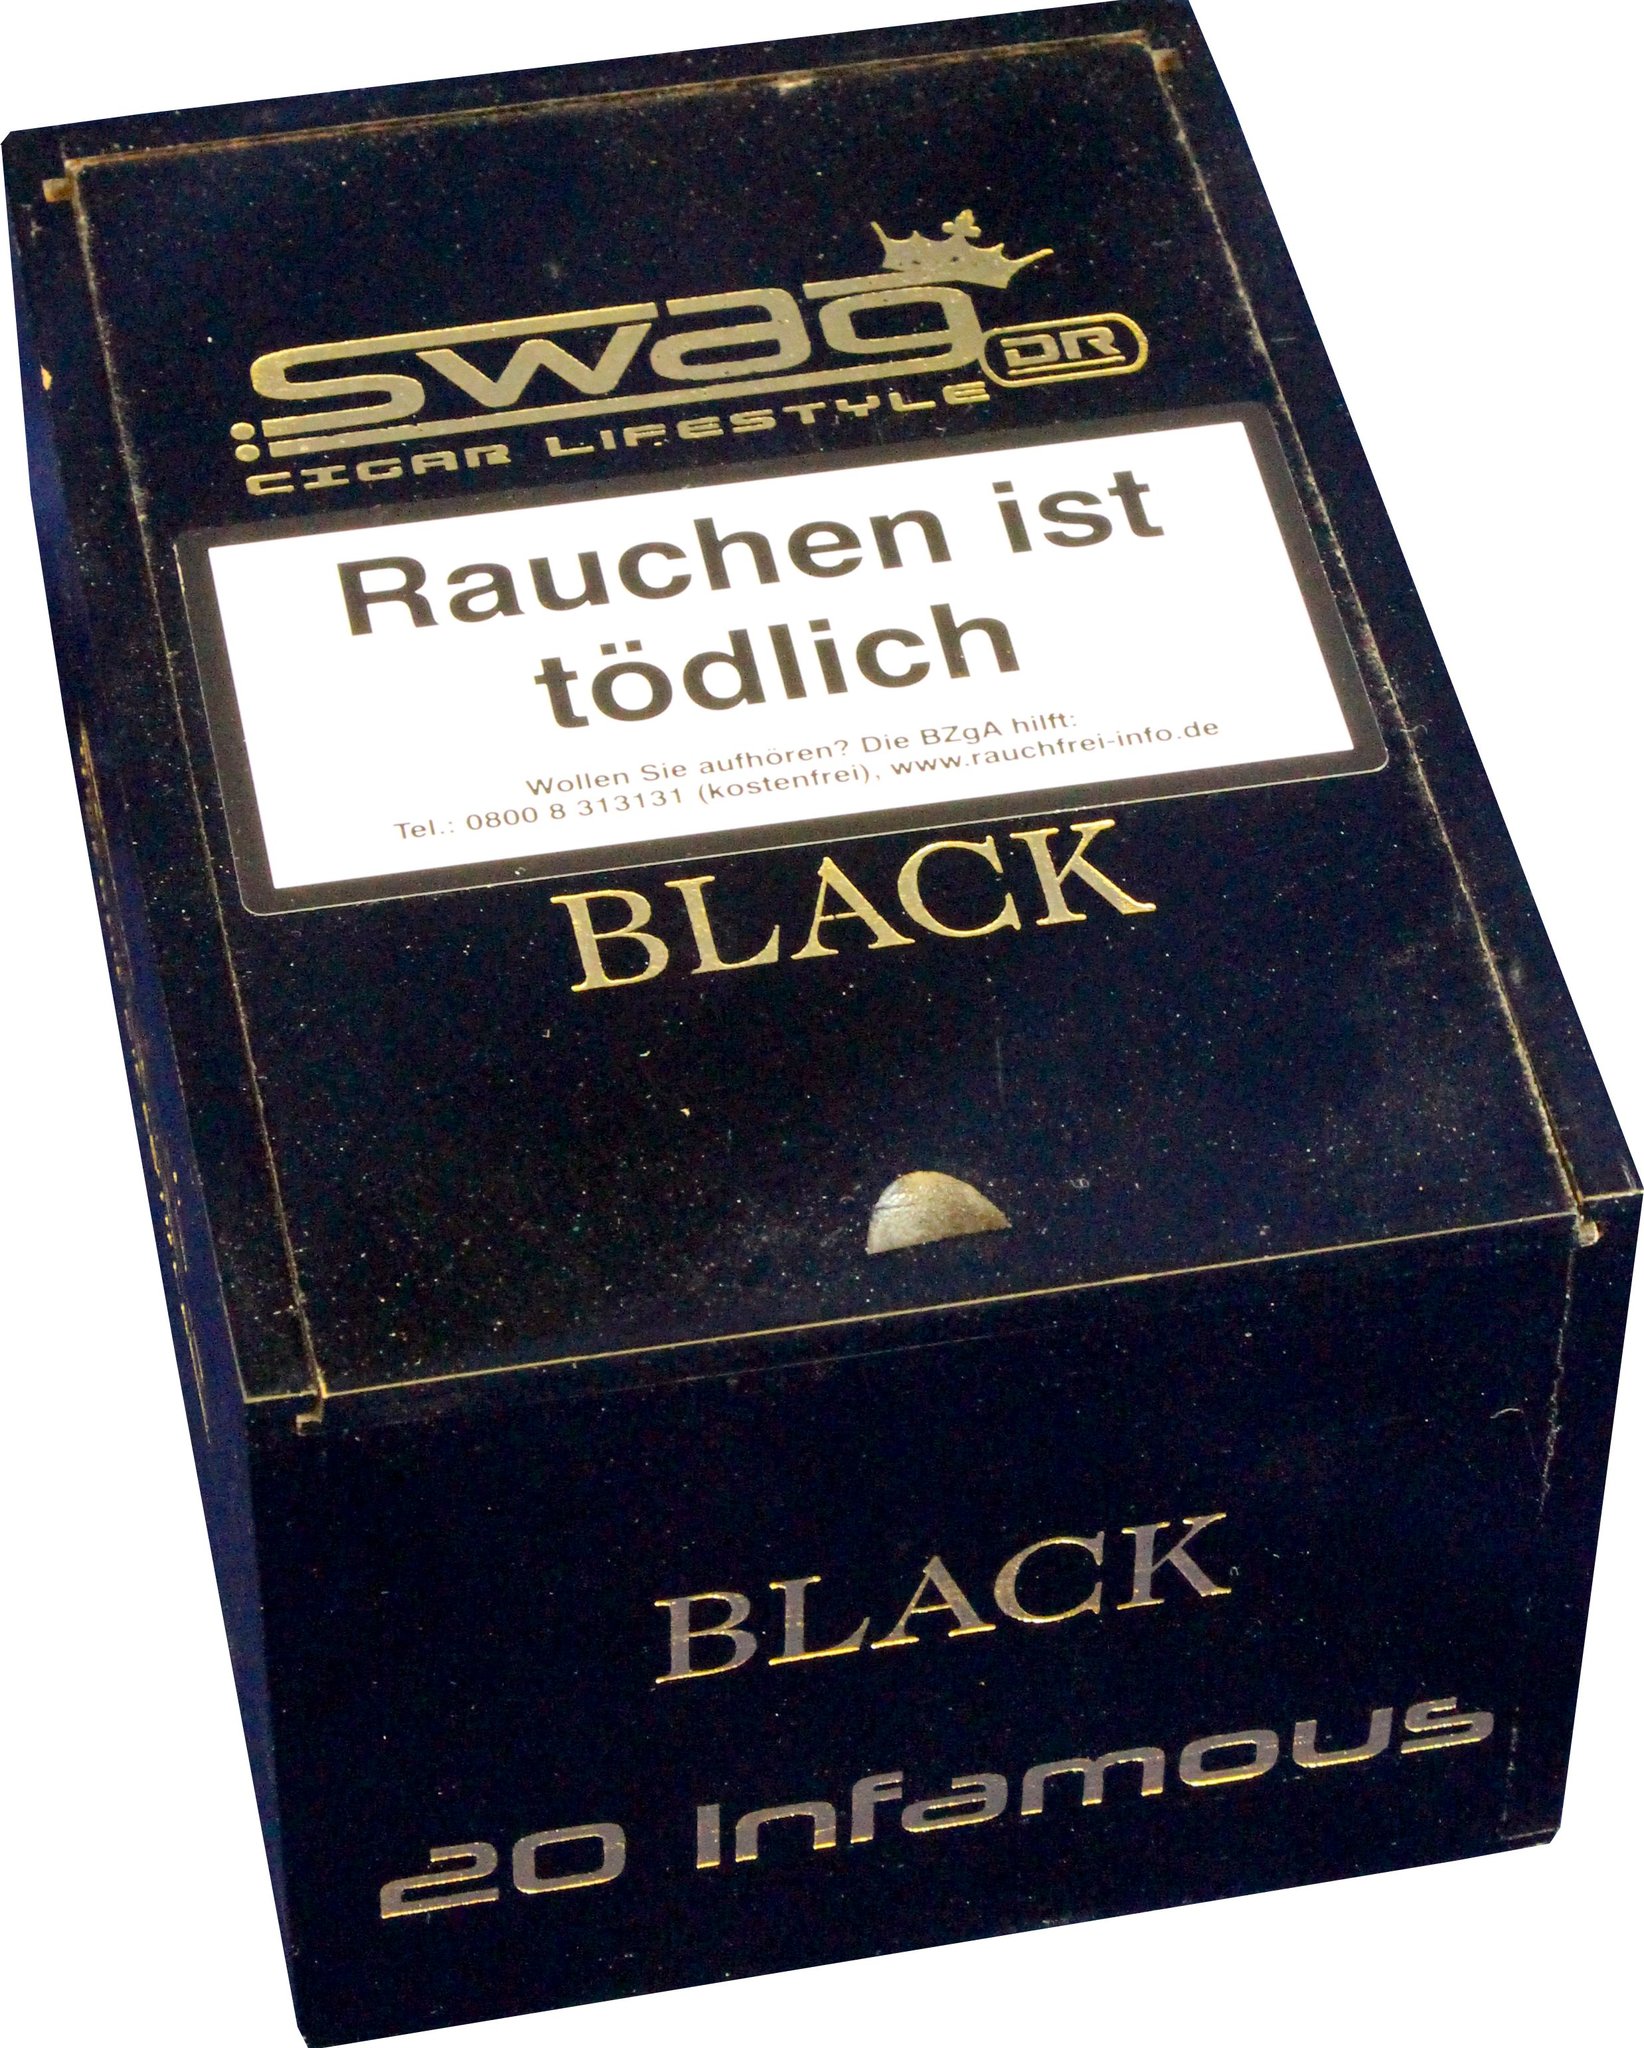 swag DR
CIGAR LIFESTYLE
Rauchen ist
tödlich
Wollen Sie aufhören? Die BZgA hilft:
Tel.: 0800 8 313131 (kostenfrei), www.rauchfrei-info.de
BLACK
BLACK
20 Infamous